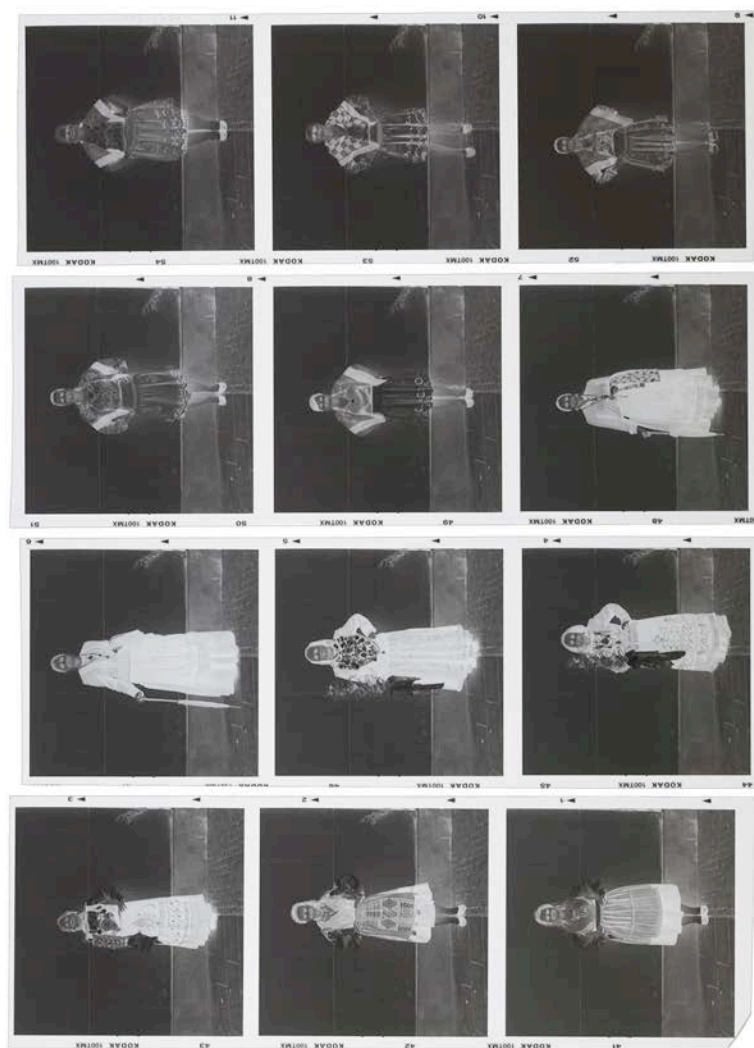 9 10 11
52 KODAK 100TMX 53 KODAK 100TMX 54 KODAK 100TMX
7 8
KODAK 100TMX 48 KODAK 100TMX 49 KODAK 100TMX 50 KODAK 100TMX 51
4 5 6
44 KODAK 100TMX 45 KODAK 100TMX 46
1 2 3
41 KODAK 100TMX 42 KODAK 100TMX 43